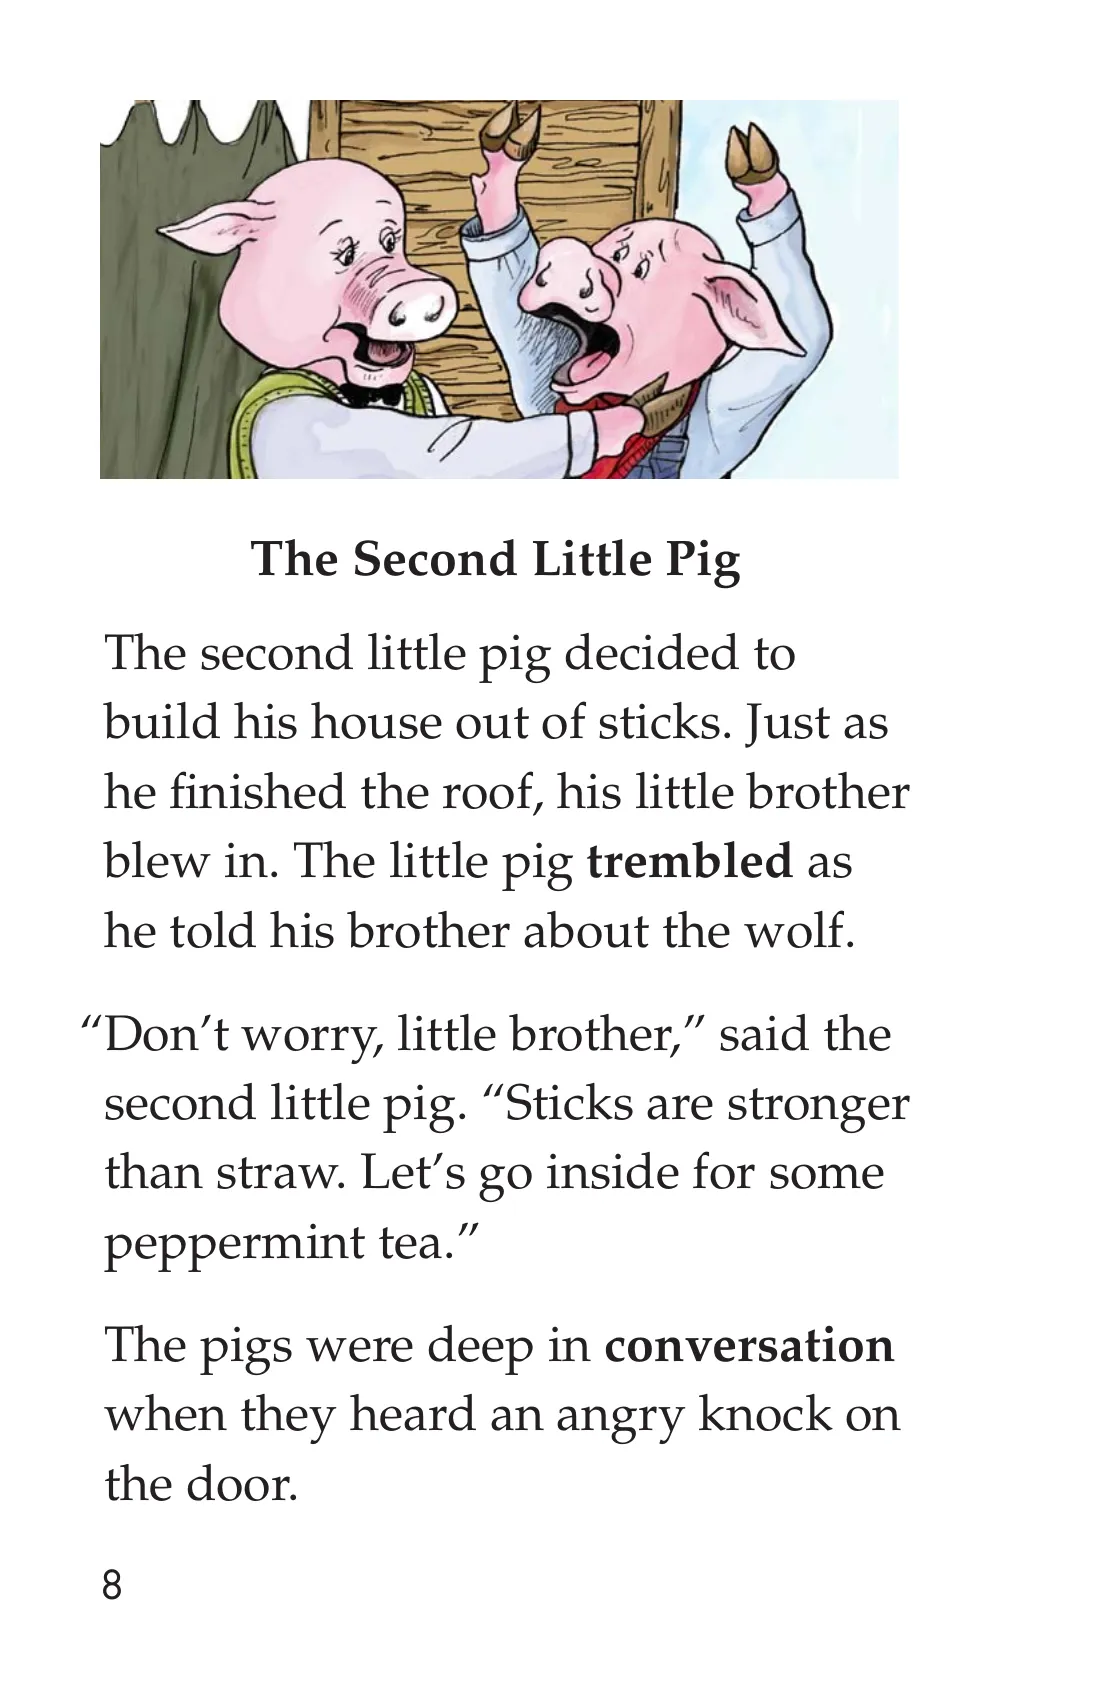 The Second Little Pig
The second little pig decided to
build his house out of sticks. Just as
he finished the roof, his little brother
blew in. The little pig trembled as
he told his brother about the wolf.
“Don’t worry, little brother,” said the
second little pig. “Sticks are stronger
than straw. Let’s go inside for some
peppermint tea.”
The pigs were deep in conversation
when they heard an angry knock on
the door.
8